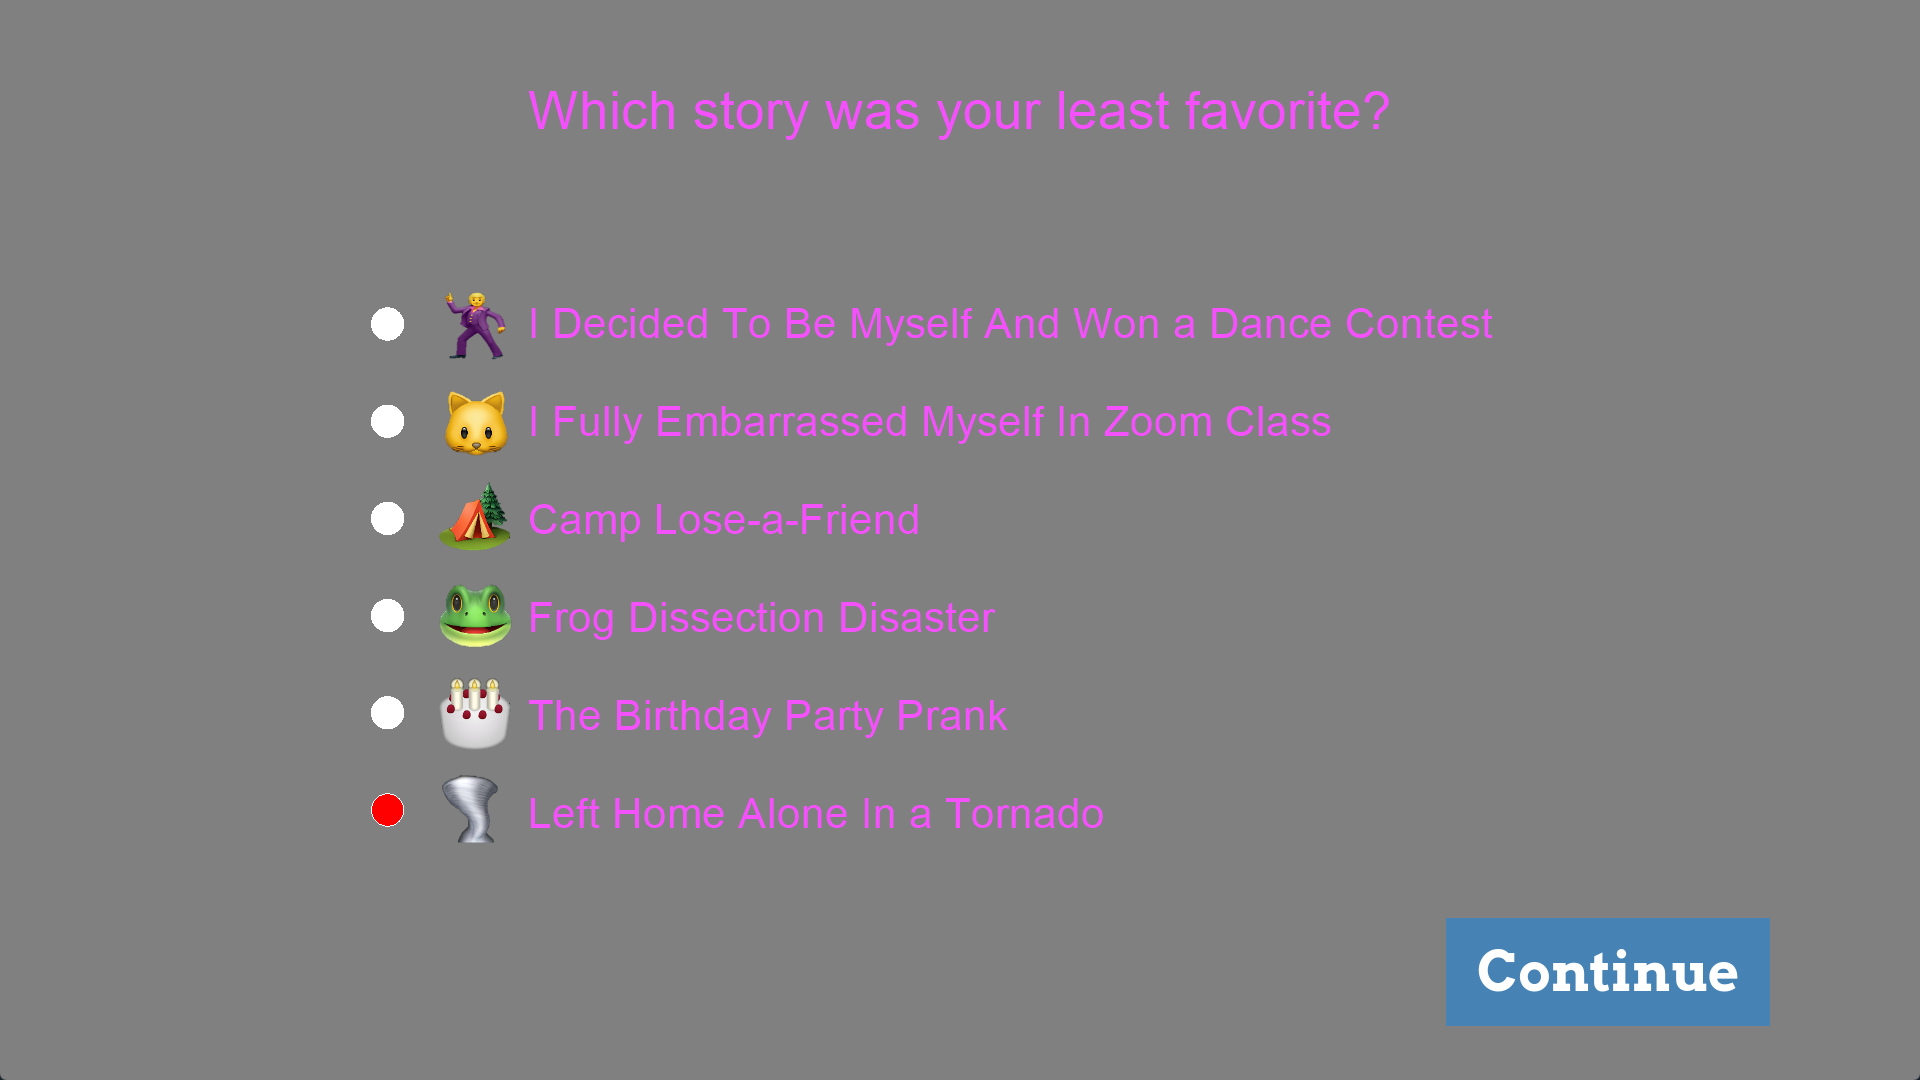 Which story was your least favorite?
I Decided To Be Myself And Won a Dance Contest
I Fully Embarrassed Myself In Zoom Class
Camp Lose-a-Friend
Frog Dissection Disaster
The Birthday Party Prank
Left Home Alone In a Tornado
Continue